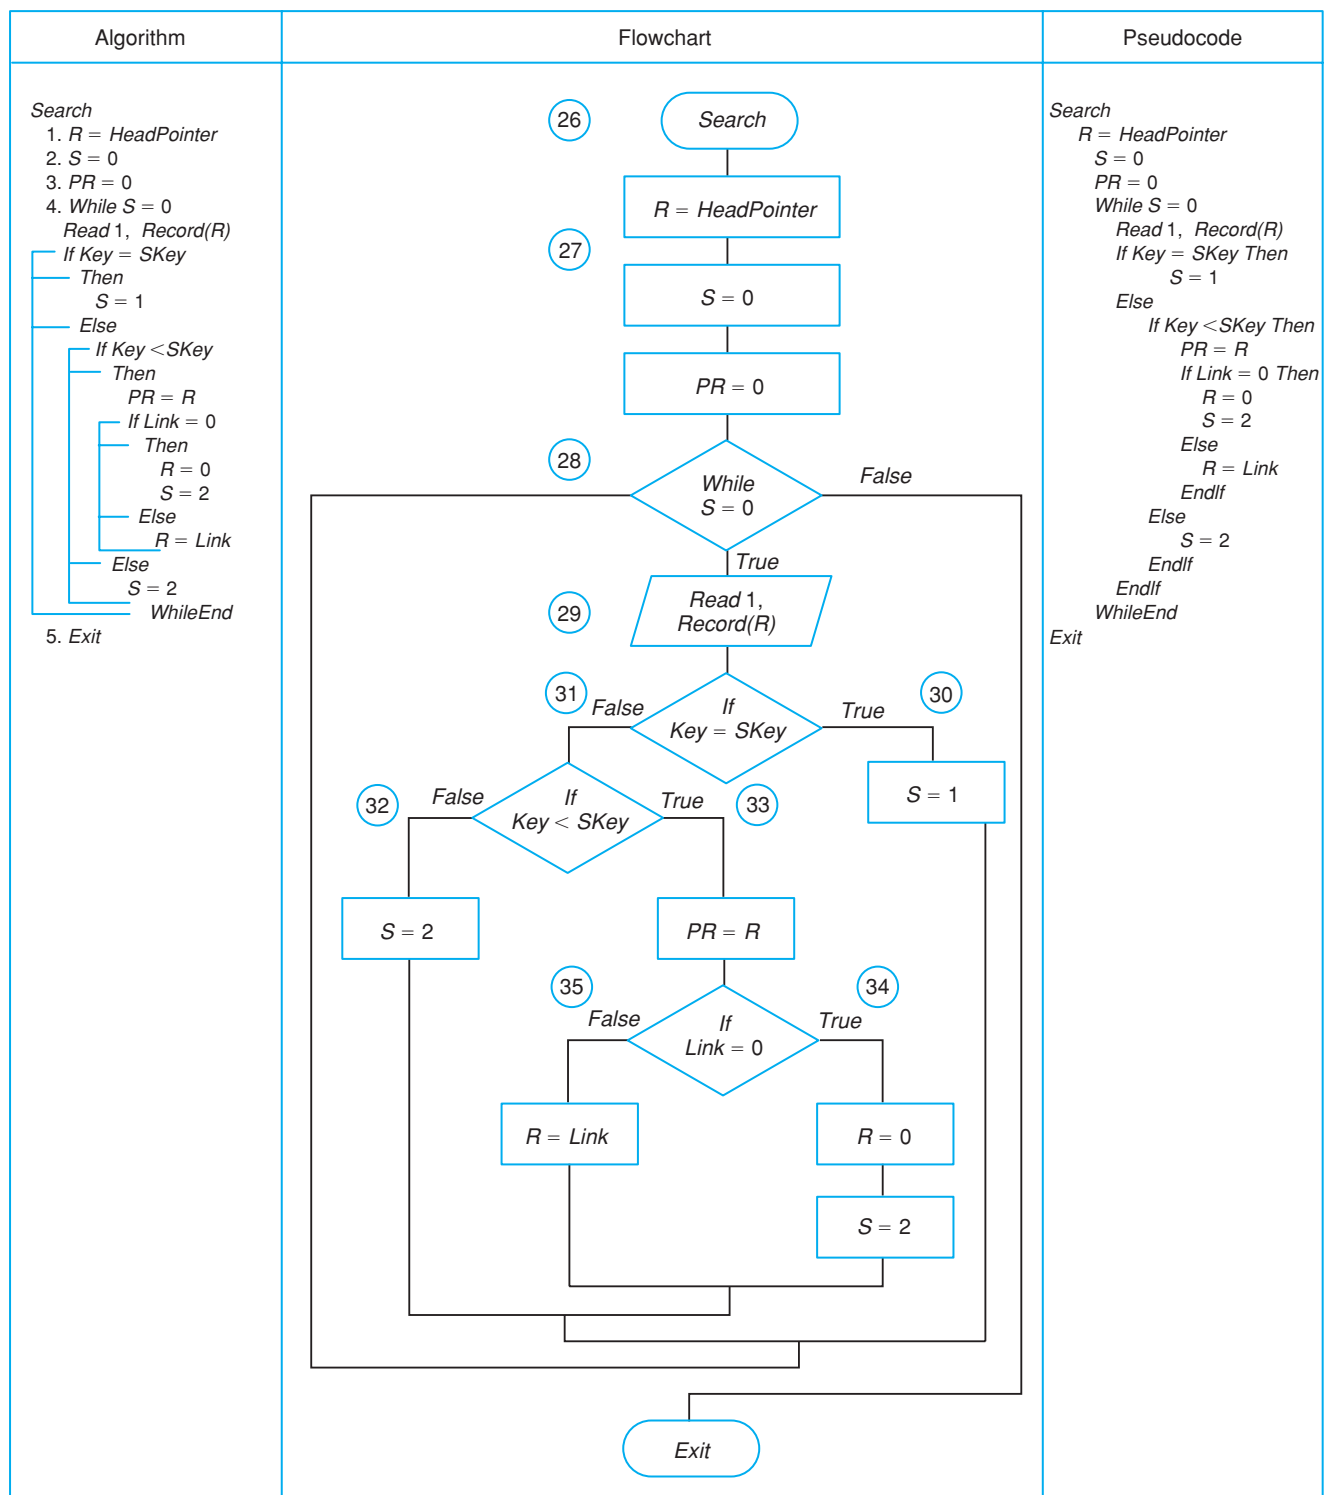 Algorithm
Search
1. R = HeadPointer
2. S = 0
3. PR = 0
4. While S = 0
Read 1, Record(R)
If Key = SKey
Then
S = 1
Else
If Key <SKey
Then
PR = R
If Link = 0
Then
R = 0
S = 2
Else
R = Link
Else
S = 2
WhileEnd
5. Exit
Flowchart
26
Search
R = HeadPointer
27
S = 0
PR = 0
28
While
S = 0
False
True
29
Read 1,
Record(R)
31
False
If
Key = SKey
True
30
S = 1
32
False
If
Key < SKey
True
33
S = 2
PR = R
35
False
If
Link = 0
True
34
R = Link
R = 0
S = 2
Exit
Pseudocode
Search
R = HeadPointer
S = 0
PR = 0
While S = 0
Read 1, Record(R)
If Key = SKey Then
S = 1
Else
If Key <SKey Then
PR = R
If Link = 0 Then
R = 0
S = 2
Else
R = Link
EndIf
Else
S = 2
EndIf
EndIf
WhileEnd
Exit